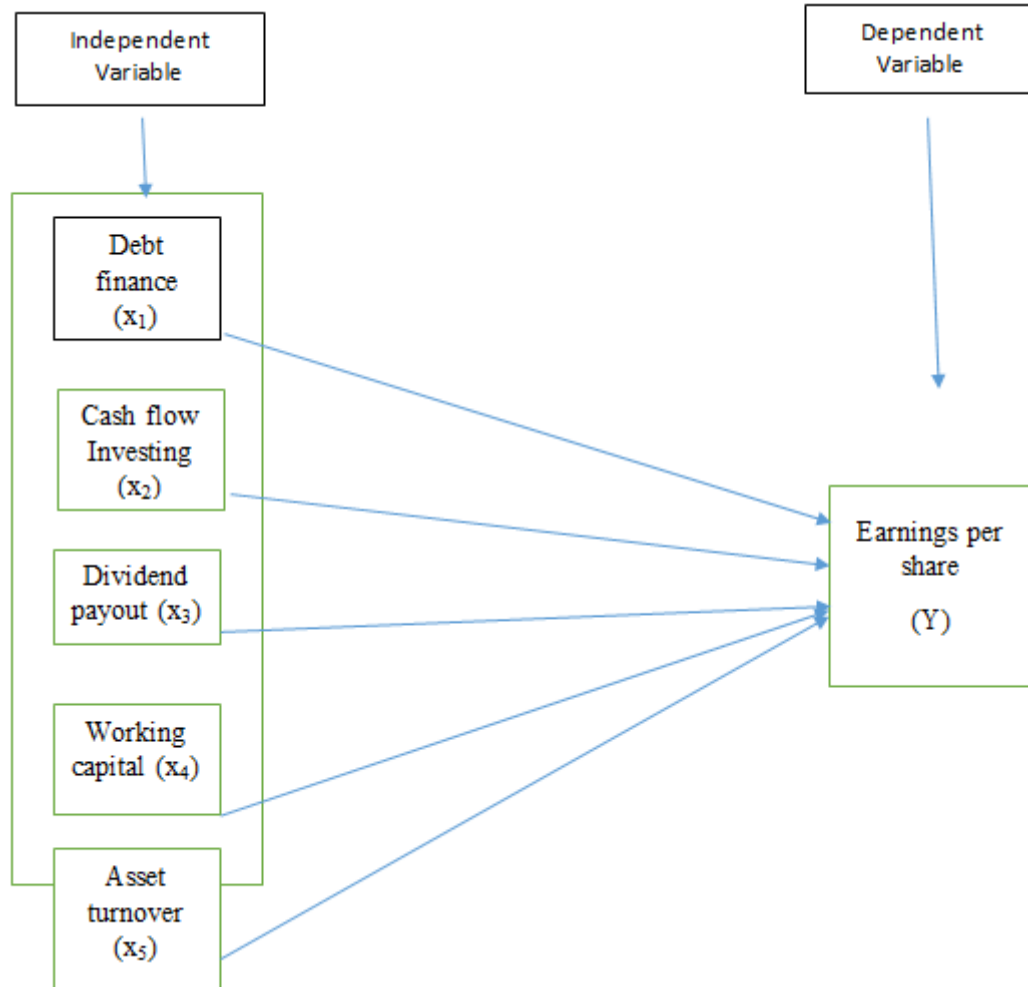 Independent
Variable
Dependent
Variable
Debt
finance
(x₁)
Cash flow
Investing
(x₂)
Dividend
payout (x₃)
Working
capital (x₄)
Asset
turnover
(x₅)
Earnings per
share
(Y)